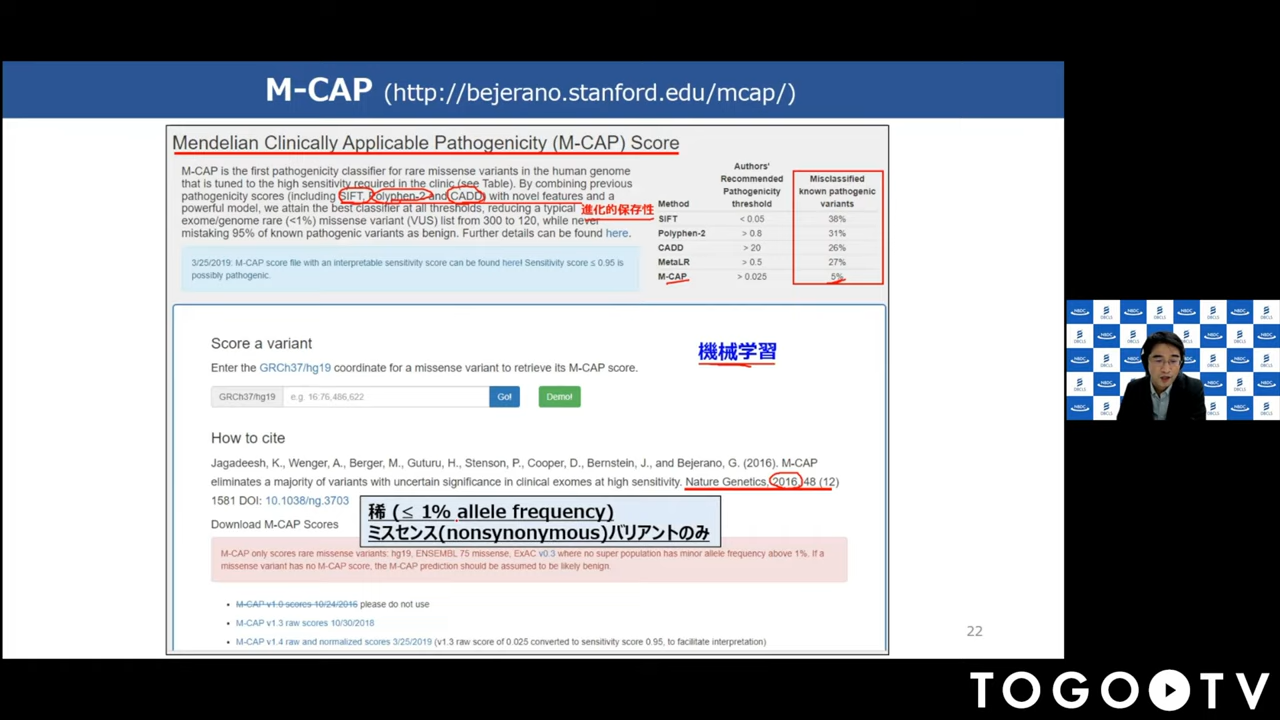 M-CAP (http://bejerano.stanford.edu/mcap/)
Mendelian Clinically Applicable Pathogenicity (M-CAP) Score
M-CAP is the first pathogenicity classifier for rare missense variants in the human genome
that is tuned to the high sensitivity required in the clinic (see Table). By combining previous
pathogenicity scores (including SIFT, Polyphen-2 and CADD) with novel features and a
powerful model, we attain the best classifier at all thresholds, reducing a typical
進化的保存性
exome/genome rare (<1%) missense variant (VUS) list from 300 to 120, while never
mistaking 95% of known pathogenic variants as benign. Further details can be found here.
3/25/2019: M-CAP score file with an interpretable sensitivity score can be found here! Sensitivity score ≤ 0.95 is
possibly pathogenic.
Method Authors' Recommended Pathogenicity threshold Misclassified known pathogenic variants
SIFT < 0.05 38%
Polyphen-2 > 0.8 31%
CADD > 20 26%
MetaLR > 0.5 27%
M-CAP > 0.025 5%
Score a variant
機械学習
Enter the GRCh37/hg19 coordinate for a missense variant to retrieve its M-CAP score.
GRCh37/hg19 e.g. 16:76,486,622 Go! Demo!
How to cite
Jagadeesh, K., Wenger, A., Berger, M., Guturu, H., Stenson, P., Cooper, D., Bernstein, J., and Bejerano, G. (2016). M-CAP
eliminates a majority of variants with uncertain significance in clinical exomes at high sensitivity. Nature Genetics, 2016, 48 (12)
1581 DOI: 10.1038/ng.3703
稀 (≤ 1% allele frequency)
ミスセンス(nonsynonymous)バリアントのみ
Download M-CAP Scores
M-CAP only scores rare missense variants: hg19, ENSEMBL 75 missense, ExAC v0.3 where no super population has minor allele frequency above 1%. If a
missense variant has no M-CAP score, the M-CAP prediction should be assumed to be likely benign.
• M-CAP v1.0 scores 10/24/2016 please do not use
• M-CAP v1.3 raw scores 10/30/2018
• M-CAP v1.4 raw and normalized scores 3/25/2019 (v1.3 raw score of 0.025 converted to sensitivity score 0.95, to facilitate interpretation)
22
NBDC
DBCLS
TOGO TV